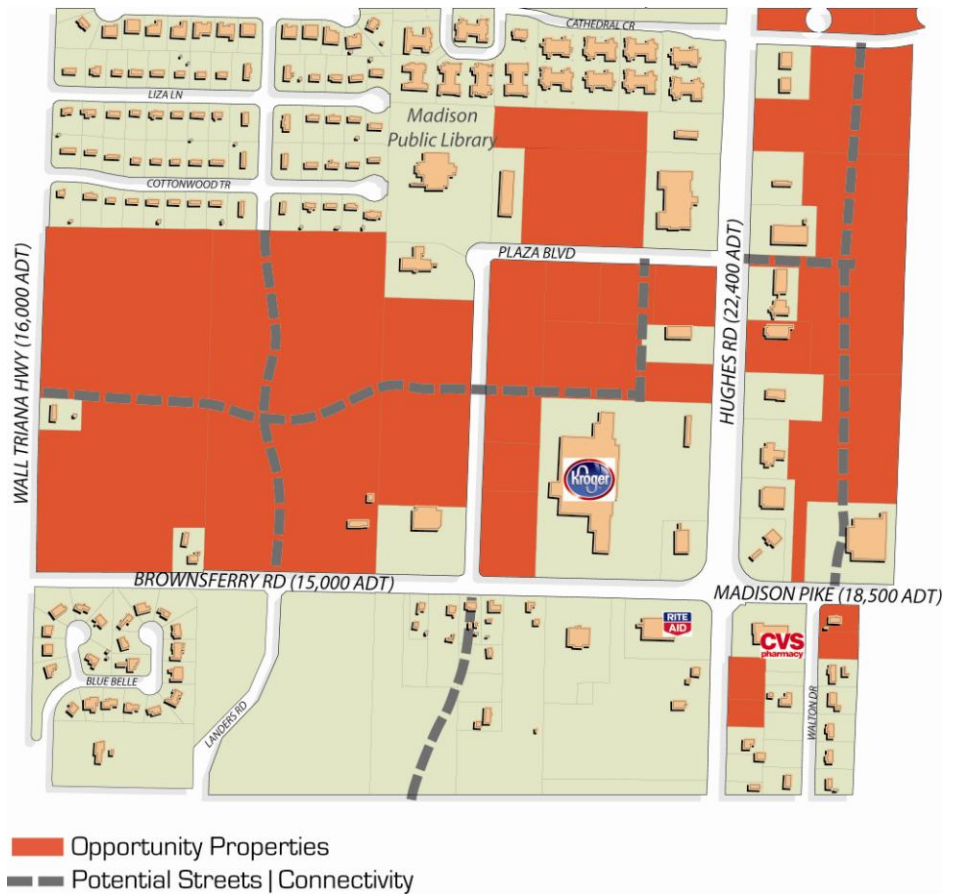 CATHEDRAL CR
LIZA LN
Madison
Public Library
COTTONWOOD TR
PLAZA BLVD
WALL TRIANA HWY (16,000 ADT)
HUGHES RD (22,400 ADT)
Kroger
BROWNSFERRY RD (15,000 ADT)
MADISON PIKE (18,500 ADT)
RITE
AID
CVS
pharmacy
BLUE BELLE
LANDERS RD
WALTON DR
Opportunity Properties
Potential Streets | Connectivity